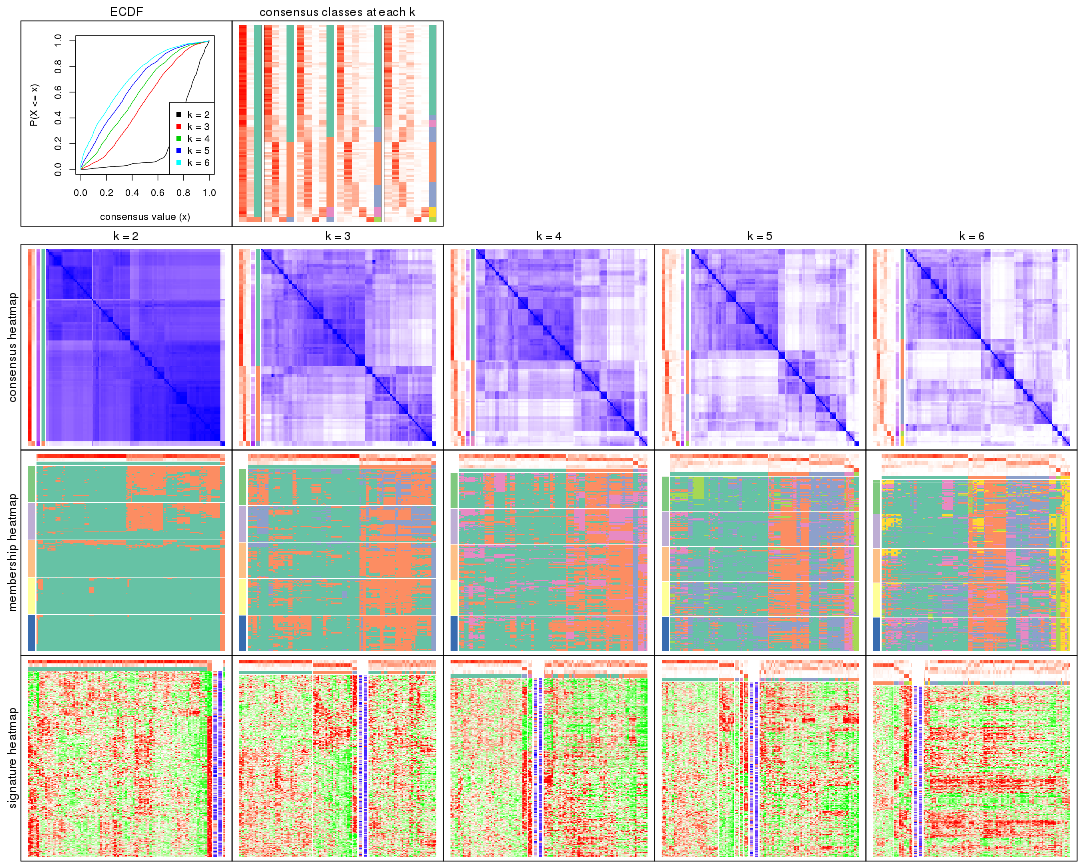 ECDF
consensus classes at each k
P(X <= x)
1.0
0.8
0.6
0.4
0.2
0.0
k = 2
k = 3
k = 4
k = 5
k = 6
0.0 0.2 0.4 0.6 0.8 1.0
consensus value (x)
k = 2
k = 3
k = 4
k = 5
k = 6
consensus heatmap
membership heatmap
signature heatmap